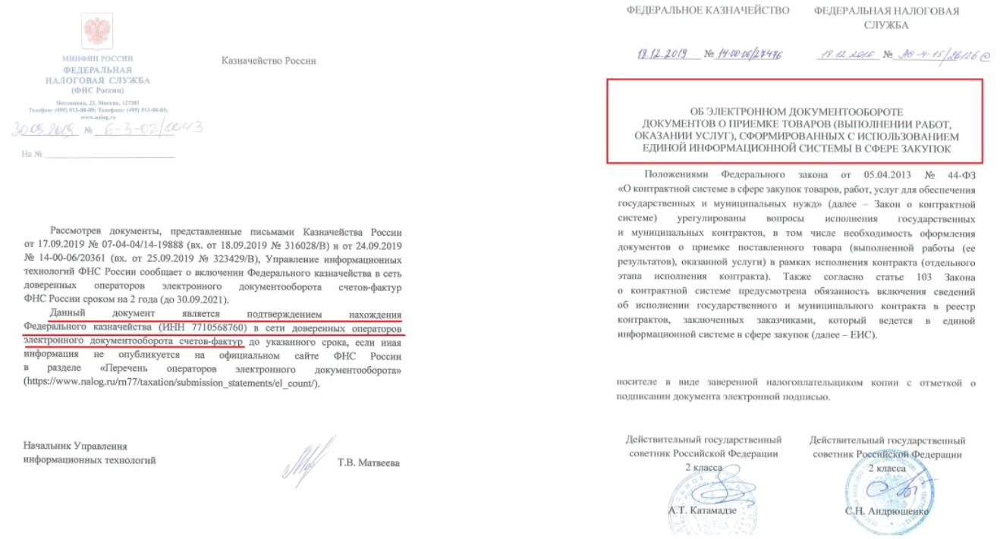 МИНФИН РОССИИ
ФЕДЕРАЛЬНАЯ
НАЛОГОВАЯ СЛУЖБА
(ФНС России)
Неглинная, 23, Москва, 127381
Телефон: (495) 913-00-09; Телефакс: (495) 913-00-05;
www.nalog.ru
30.09.2019 № 6-3-02/0043
На №
Казначейство России
Рассмотрев документы, представленные письмами Казначейства России
от 17.09.2019 № 07-04-04/14-19888 (вх. от 18.09.2019 № 316028/В) и от 24.09.2019
№ 14-00-06/20361 (вх. от 25.09.2019 № 323429/В), Управление информационных
технологий ФНС России сообщает о включении Федерального казначейства в сеть
доверенных операторов электронного документооборота счетов-фактур
ФНС России сроком на 2 года (до 30.09.2021).
Данный документ является подтверждением нахождения
Федерального казначейства (ИНН 7710568760) в сети доверенных операторов
электронного документооборота счетов-фактур до указанного срока, если иная
информация не опубликуется на официальном сайте ФНС России
в разделе «Перечень операторов электронного документооборота»
(https://www.nalog.ru/rn77/taxation/submission_statements/el_count/).
Начальник Управления
информационных технологий
Т.В. Матвеева
ФЕДЕРАЛЬНОЕ КАЗНАЧЕЙСТВО
ФЕДЕРАЛЬНАЯ НАЛОГОВАЯ
СЛУЖБА
18.12.2019 № 14-00-06/27476
18.12.2019 № АБ-4-15/26126@
ОБ ЭЛЕКТРОННОМ ДОКУМЕНТООБОРОТЕ
ДОКУМЕНТОВ О ПРИЕМКЕ ТОВАРОВ (ВЫПОЛНЕНИИ РАБОТ,
ОКАЗАНИИ УСЛУГ), СФОРМИРОВАННЫХ С ИСПОЛЬЗОВАНИЕМ
ЕДИНОЙ ИНФОРМАЦИОННОЙ СИСТЕМЫ В СФЕРЕ ЗАКУПОК
Положениями Федерального закона от 05.04.2013 № 44-ФЗ
«О контрактной системе в сфере закупок товаров, работ, услуг для обеспечения
государственных и муниципальных нужд» (далее – Закон о контрактной
системе) урегулированы вопросы исполнения государственных
и муниципальных контрактов, в том числе необходимость оформления
документов о приемке поставленного товара (выполненной работы (ее
результатов), оказанной услуги) в рамках исполнения контракта (отдельного
этапа исполнения контракта). Также согласно статье 103 Закона
о контрактной системе предусмотрена обязанность включения сведений
об исполнении государственного и муниципального контракта в реестр
контрактов, заключенных заказчиками, который ведется в единой
информационной системе в сфере закупок (далее – ЕИС).
носителе в виде заверенной налогоплательщиком копии с отметкой о
подписании документа электронной подписью.
Действительный государственный
советник Российской Федерации
2 класса
А.Т. Катамадзе
Действительный государственный
советник Российской Федерации
2 класса
С.Н. Андрющенко